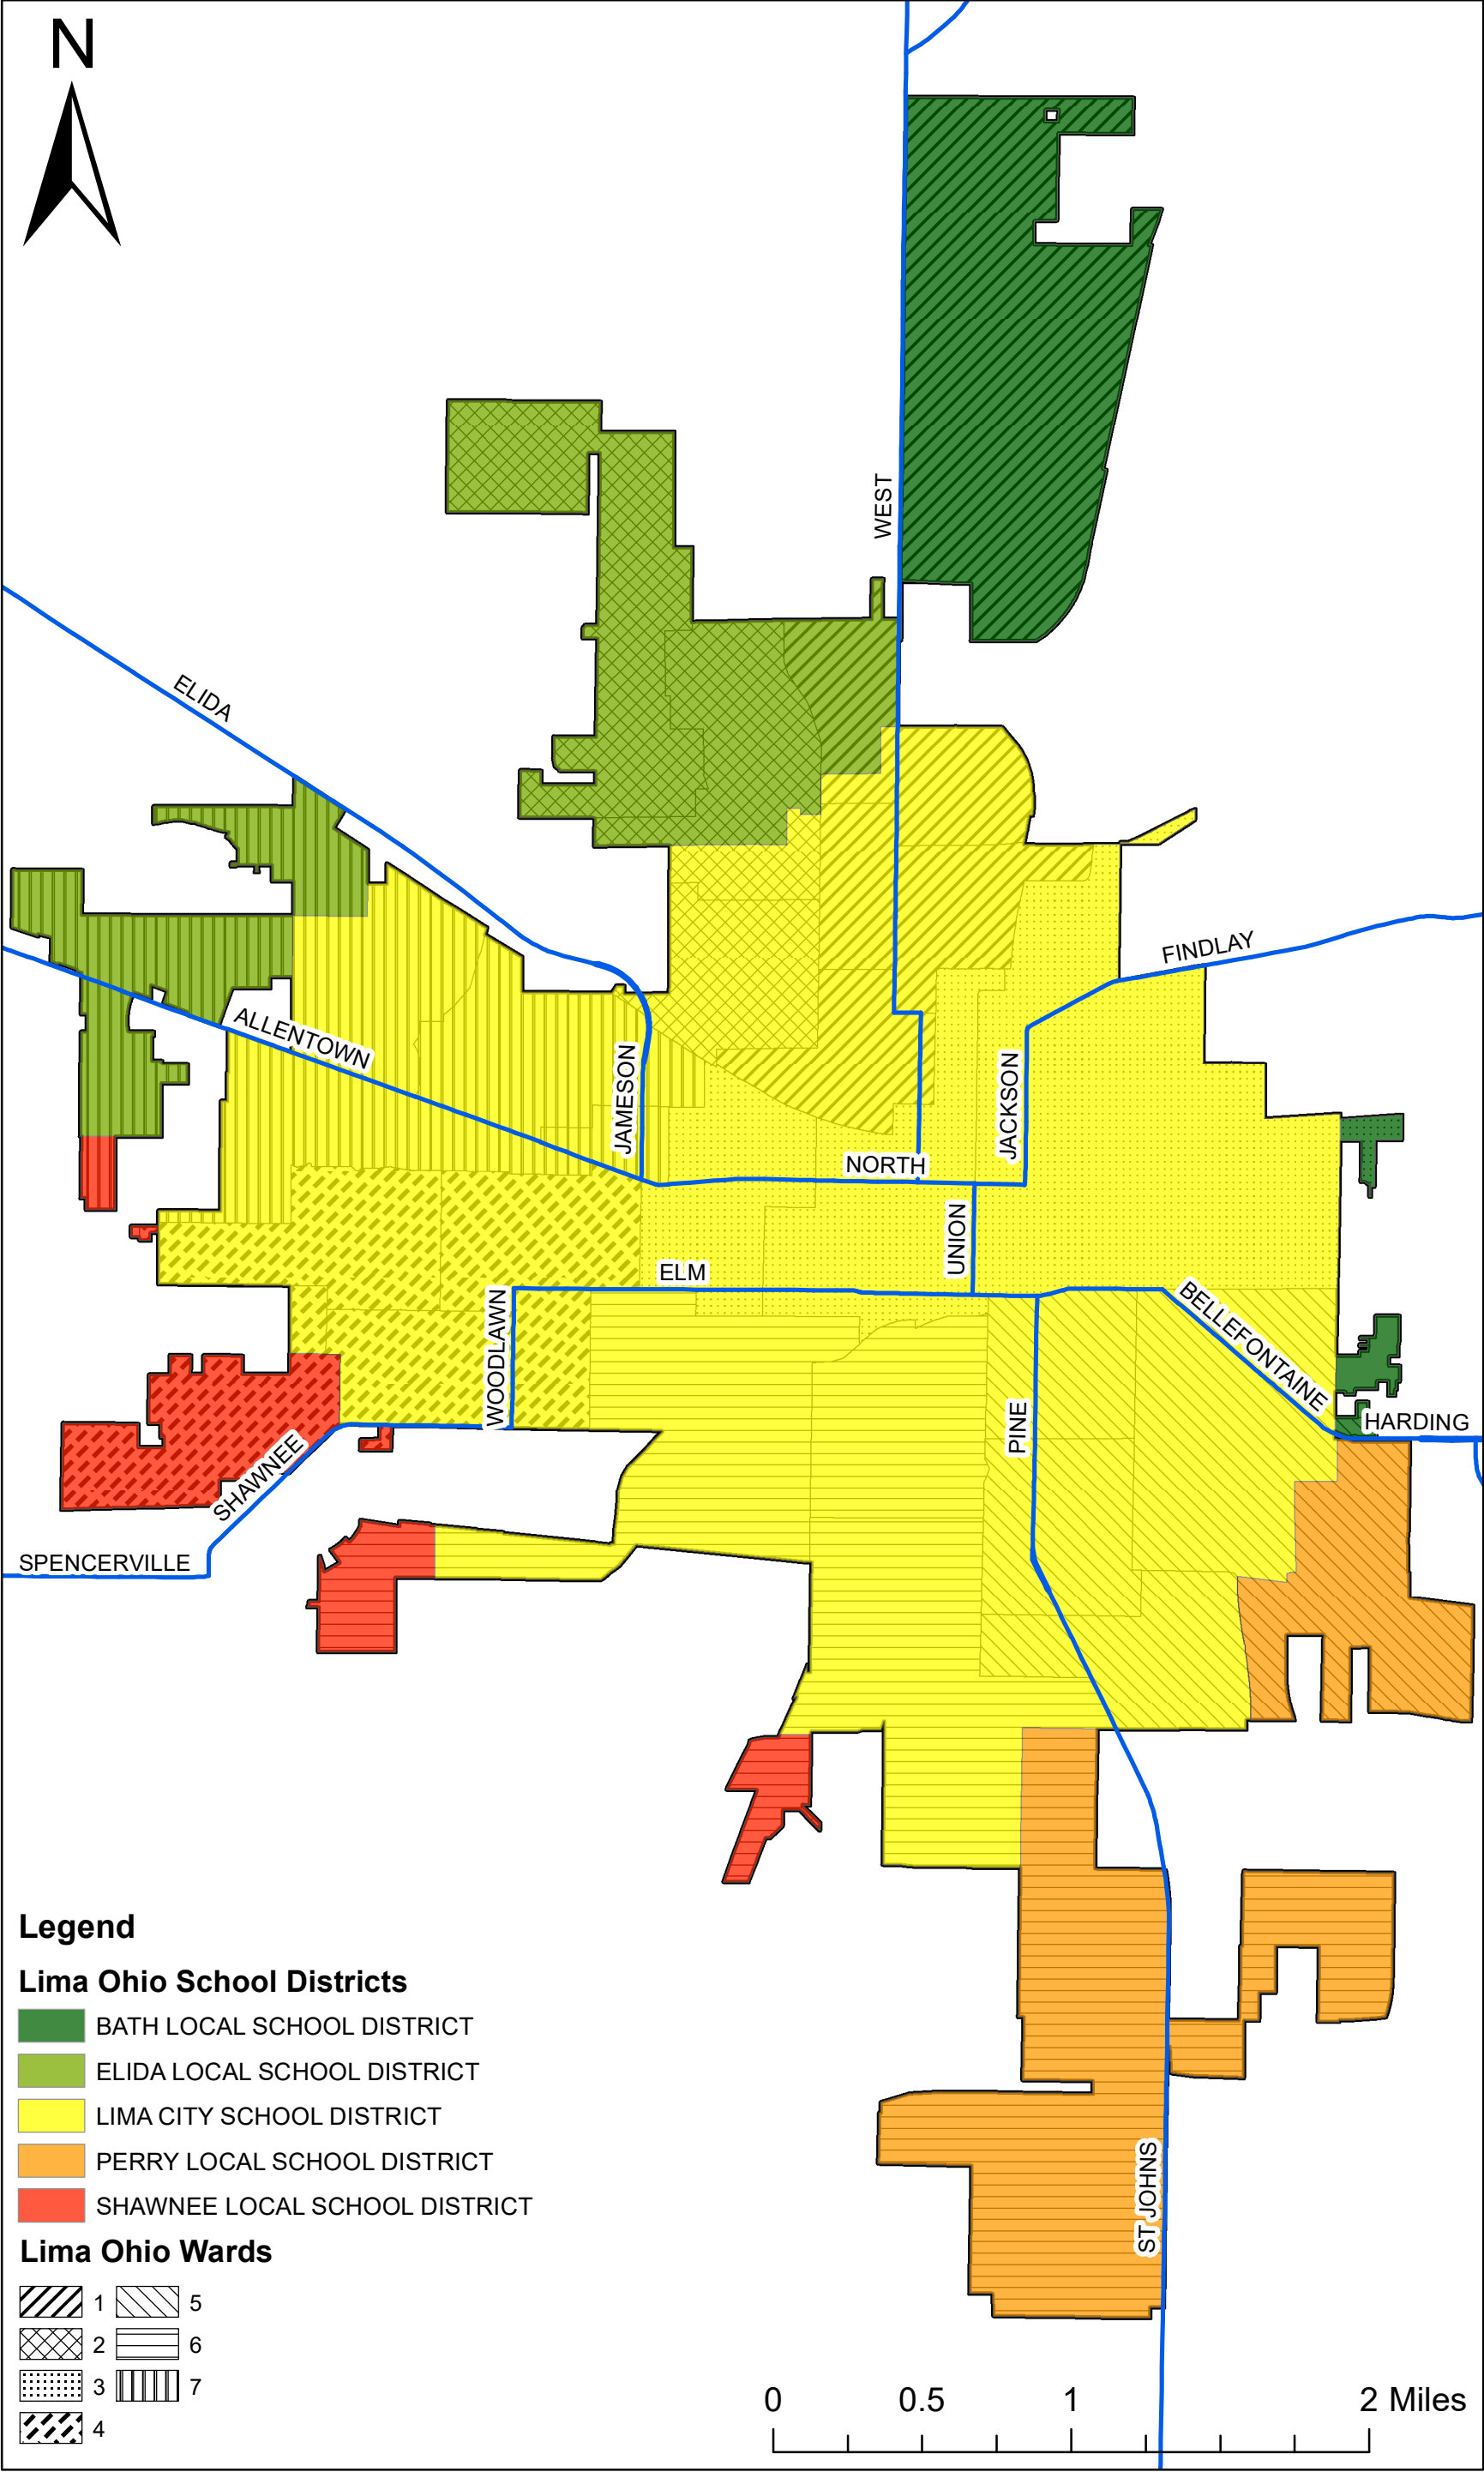 N
WEST
ELIDA
FINDLAY
ALLENTOWN
JAMESON
JACKSON
NORTH
UNION
ELM
WOODLAWN
BELLEFONTAINE
PINE
HARDING
SHAWNEE
SPENCERVILLE
ST JOHNS
Legend
Lima Ohio School Districts
BATH LOCAL SCHOOL DISTRICT
ELIDA LOCAL SCHOOL DISTRICT
LIMA CITY SCHOOL DISTRICT
PERRY LOCAL SCHOOL DISTRICT
SHAWNEE LOCAL SCHOOL DISTRICT
Lima Ohio Wards
1 5
2 6
3 7
4
0 0.5 1 2 Miles